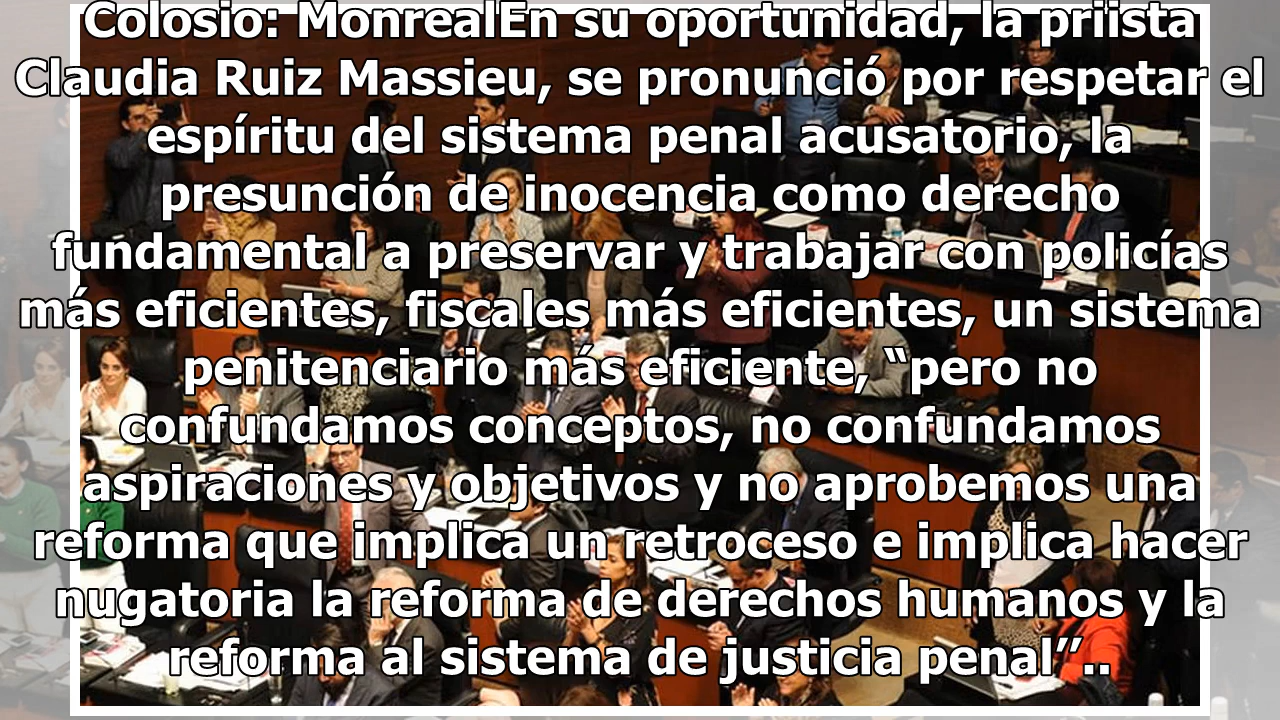 Colosio: MonrealEn su oportunidad, la priista
Claudia Ruiz Massieu, se pronunció por respetar el
espíritu del sistema penal acusatorio, la
presunción de inocencia como derecho
fundamental a preservar y trabajar con policías
más eficientes, fiscales más eficientes, un sistema
penitenciario más eficiente, “pero no
confundamos conceptos, no confundamos
aspiraciones y objetivos y no aprobemos una
reforma que implica un retroceso e implica hacer
nugatoria la reforma de derechos humanos y la
reforma al sistema de justicia penal”..